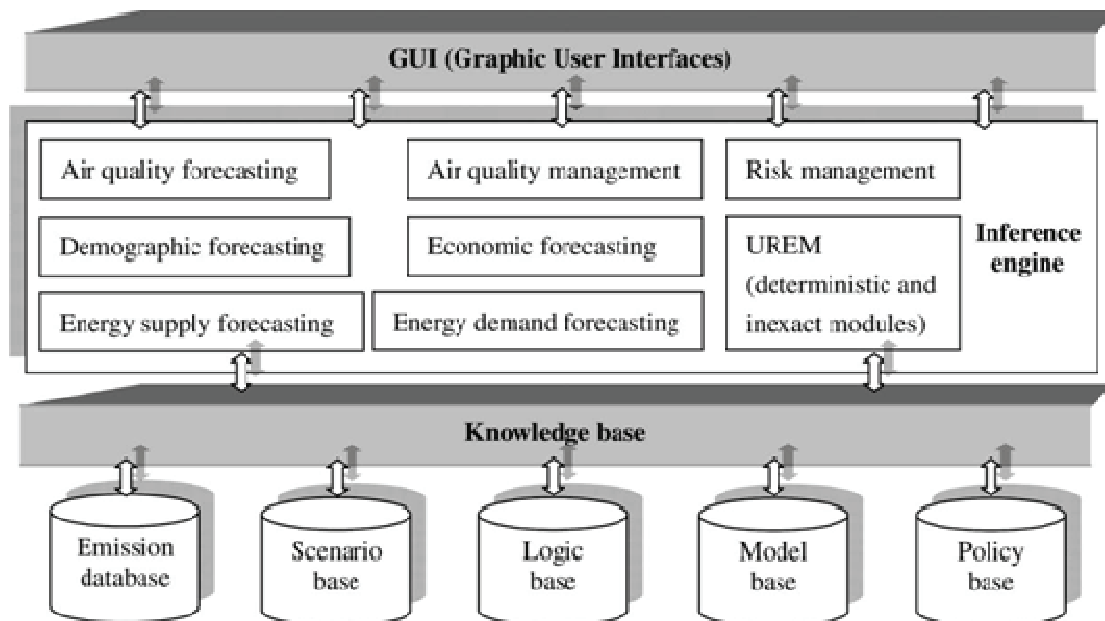 GUI (Graphic User Interfaces)
Air quality forecasting
Air quality management
Risk management
Demographic forecasting
Economic forecasting
UREM
(deterministic and
inexact modules)
Inference
engine
Energy supply forecasting
Energy demand forecasting
Knowledge base
Emission
database
Scenario
base
Logic
base
Model
base
Policy
base